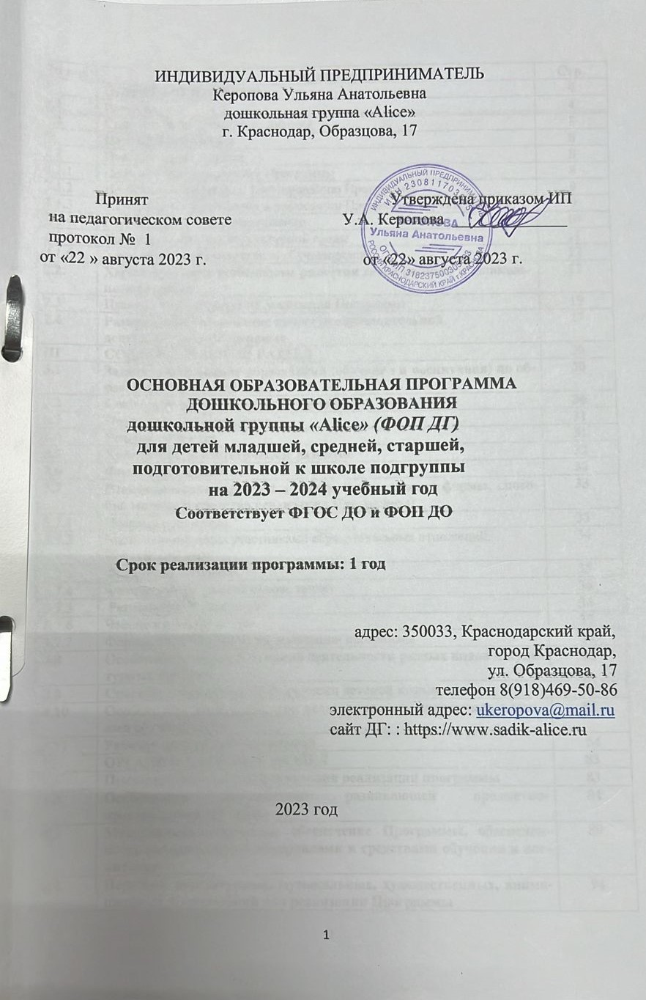 ИНДИВИДУАЛЬНЫЙ ПРЕДПРИНИМАТЕЛЬ
Керопова Ульяна Анатольевна
дошкольная группа «Alice»
г. Краснодар, Образцова, 17
Принят
на педагогическом совете
протокол № 1
от «22 » августа 2023 г.
Утверждена приказом ИП
У.А. Керопова
от «22» августа 2023 г.
ИНДИВИДУАЛЬНЫЙ ПРЕДПРИНИМАТЕЛЬ
Ульяна Анатольевна
РОССИЯ КРАСНОДАРСКИЙ КРАЙ г. КРАСНОДАР
ОСНОВНАЯ ОБРАЗОВАТЕЛЬНАЯ ПРОГРАММА
ДОШКОЛЬНОГО ОБРАЗОВАНИЯ
дошкольной группы «Alice» (ФОП ДГ)
для детей младшей, средней, старшей,
подготовительной к школе подгруппы
на 2023 – 2024 учебный год
Соответствует ФГОС ДО и ФОП ДО
Срок реализации программы: 1 год
адрес: 350033, Краснодарский край,
город Краснодар,
ул. Образцова, 17
телефон 8(918)469-50-86
электронный адрес: ukeropova@mail.ru
сайт ДГ: : https://www.sadik-alice.ru
2023 год
1